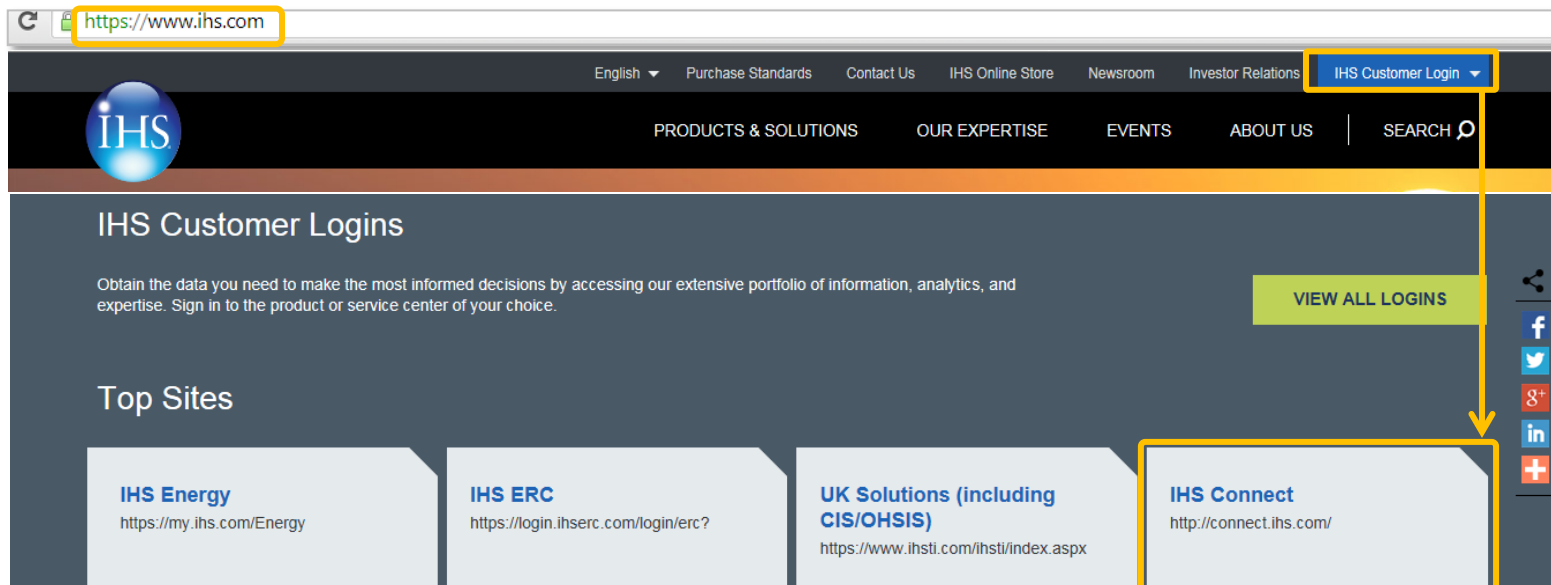 https://www.ihs.com
English Purchase Standards Contact Us IHS Online Store Newsroom Investor Relations IHS Customer Login
IHS
PRODUCTS & SOLUTIONS OUR EXPERTISE EVENTS ABOUT US SEARCH
IHS Customer Logins
Obtain the data you need to make the most informed decisions by accessing our extensive portfolio of information, analytics, and
expertise. Sign in to the product or service center of your choice.
VIEW ALL LOGINS
Top Sites
IHS Energy
https://my.ihs.com/Energy
IHS ERC
https://login.ihserc.com/login/erc?
UK Solutions (including
CIS/OHSIS)
https://www.ihsti.com/ihsti/index.aspx
IHS Connect
http://connect.ihs.com/
f
8+
in